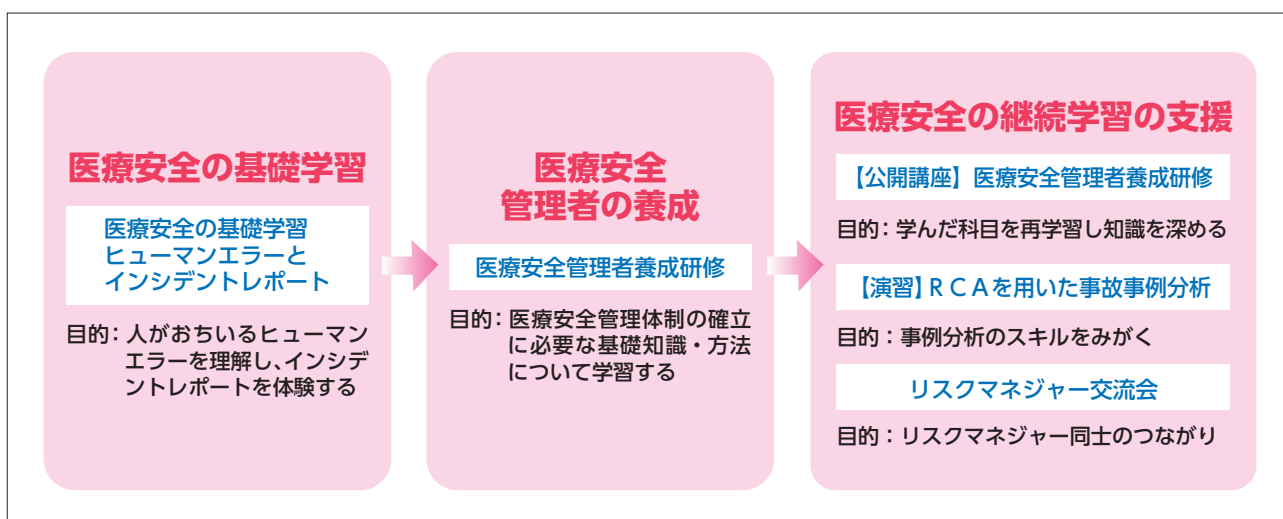 医療安全の基礎学習
医療安全の基礎学習
ヒューマンエラーと
インシデントレポート
目的：人がおちいるヒューマン
エラーを理解し、インシデ
ントレポートを体験する
医療安全
管理者の養成
医療安全管理者養成研修
目的：医療安全管理体制の確立
に必要な基礎知識・方法
について学習する
医療安全の継続学習の支援
【公開講座】医療安全管理者養成研修
目的：学んだ科目を再学習し知識を深める
【演習】ＲＣＡを用いた事故事例分析
目的：事例分析のスキルをみがく
リスクマネジャー交流会
目的：リスクマネジャー同士のつながり